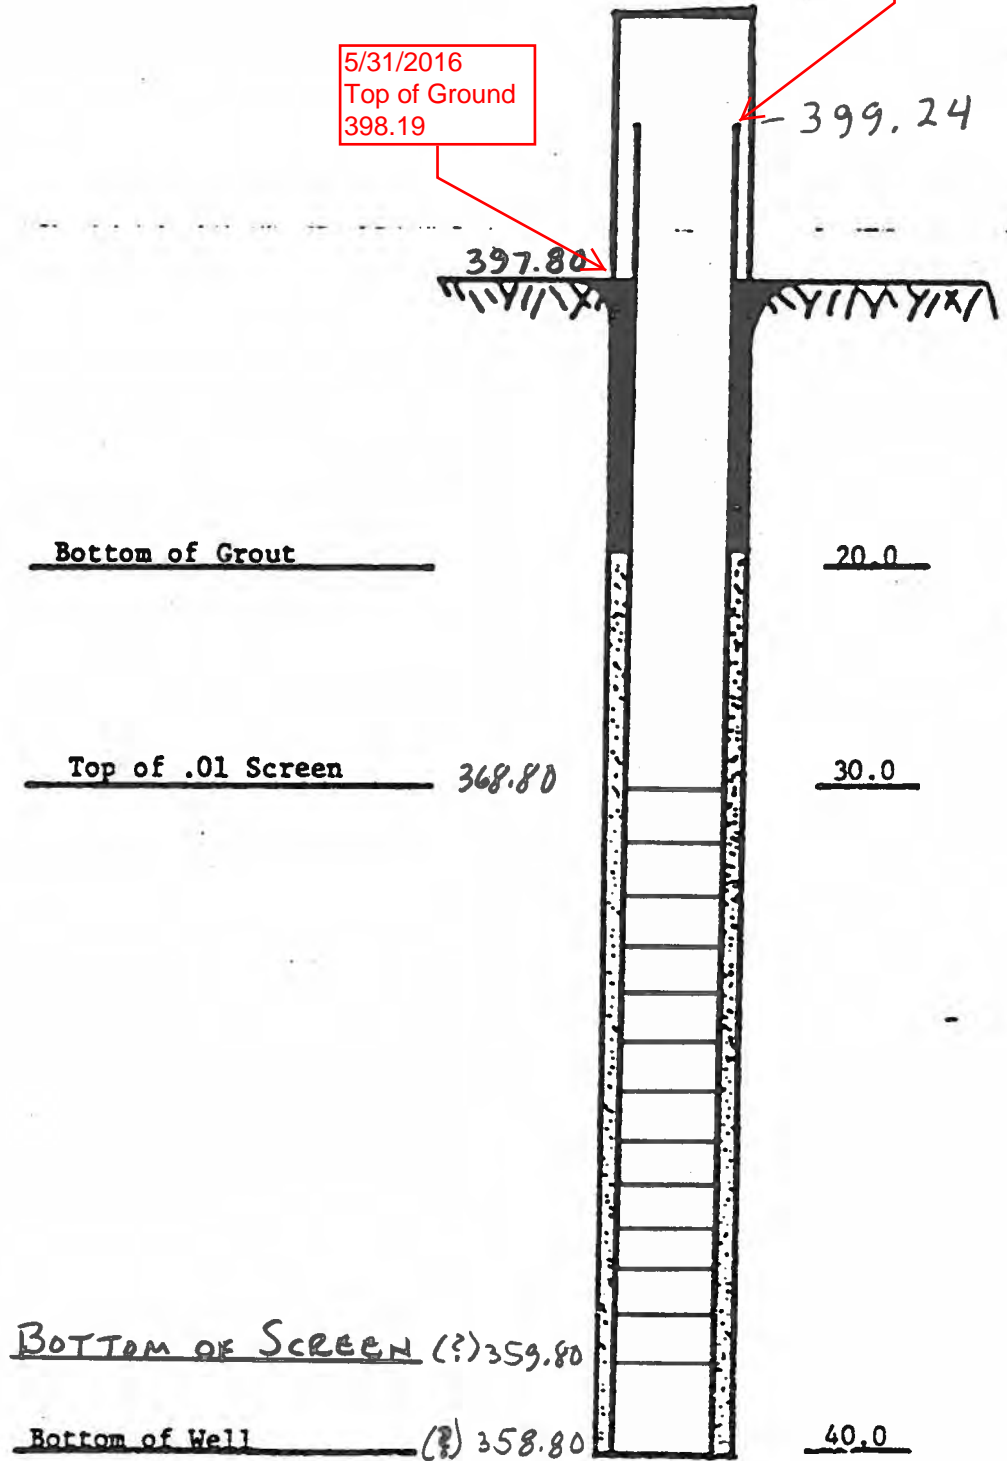 5/31/2016
Top of Ground
398.19
- 399.24
397.80
Bottom of Grout 20.0
Top of .01 Screen 368.80 30.0
BOTTOM OF SCREEN (?) 359.80
Bottom of Well (?) 358.80 40.0